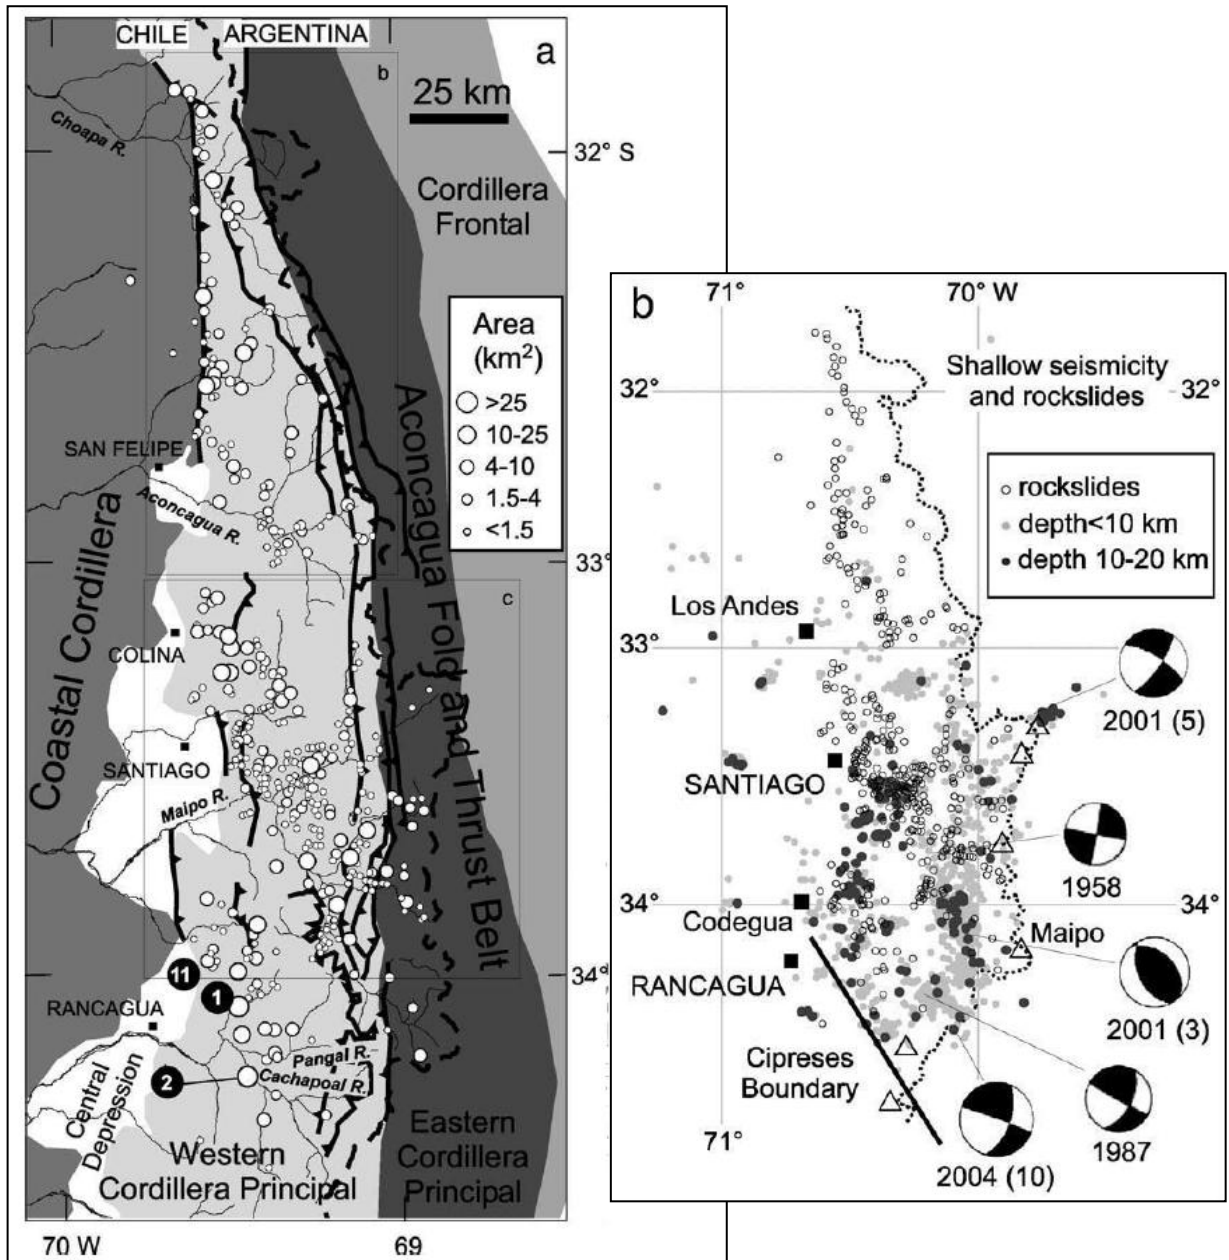 CHILE ARGENTINA
a
b
25 km
Choapa R.
32° S
Cordillera
Frontal
Area
(km²)
>25
10-25
4-10
1.5-4
<1.5
SAN FELIPE
Aconcagua R.
33°
c
Coastal Cordillera
COLINA
Aconcagua Fold and Thrust Belt
SANTIAGO
Maipo R.
34°
11
1
RANCAGUA
2
Pangal R.
Cachapoal R.
Central
Depression
Western
Cordillera Principal
Eastern
Cordillera
Principal
70 W
69
b
71°
70° W
Shallow seismicity
and rockslides
32°
32°
rockslides
depth<10 km
depth 10-20 km
Los Andes
33°
2001 (5)
SANTIAGO
1958
34°
34°
Codegua
Maipo
RANCAGUA
2001 (3)
Cipreses
Boundary
1987
71°
2004 (10)